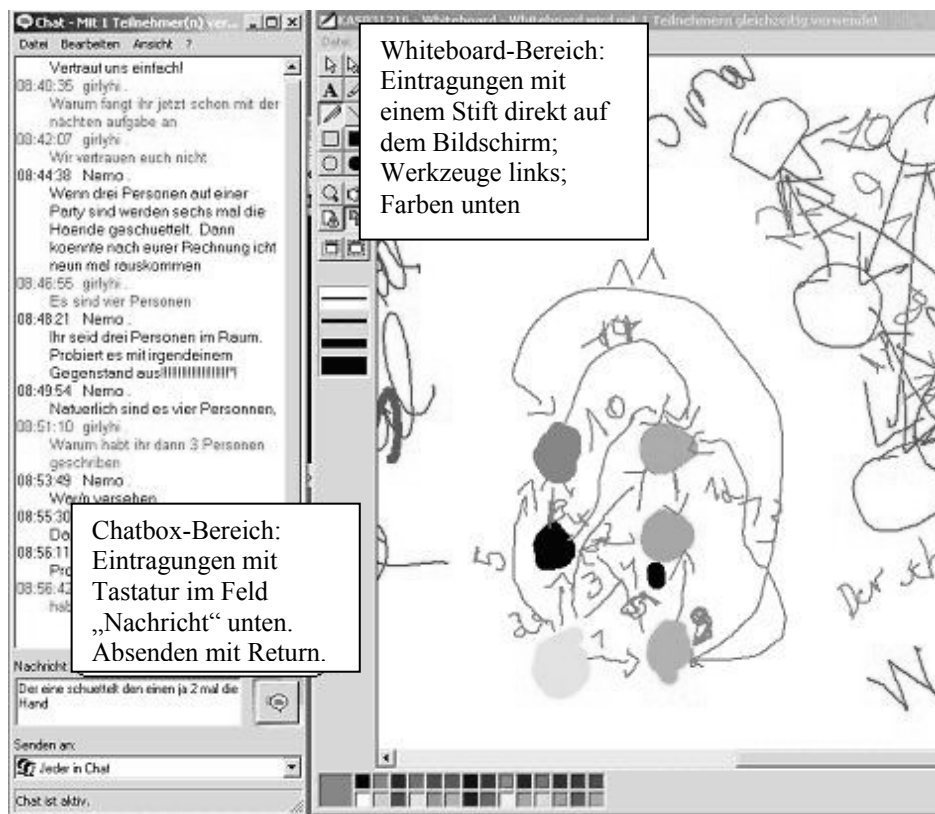 Chat - Mit 1 Teilnehmer(n) ver...
Datei Bearbeiten Ansicht ?
Vertraut uns einfach!
08:40:35 girlyhi .
Warum fangt ihr jetzt schon mit der
nächten aufgabe an
08:42:07 girlyhi .
Wir vertrauen euch nicht
08:44:38 Nemo .
Wenn drei Personen auf einer
Party sind werden sechs mal die
Haende geschuettelt. Dann
koennte nach eurer Rechnung icht
neun mal rauskommen
08:46:55 girlyhi .
Es sind vier Personen
08:48:21 Nemo .
Ihr seid drei Personen im Raum.
Probiert es mit irgendeinem
Gegenstand aus
08:49:54 Nemo .
Natuerlich sind es vier Personnen,
08:51:10 girlyhi .
Warum habt ihr dann 3 Personen
geschriben
08:53:49 Nemo .
versehen
08:55:30
08:56:11
08:56:42
Chatbox-Bereich:
Eintragungen mit
Tastatur im Feld
„Nachricht“ unten.
Absenden mit Return.
Nachricht
Der eine schuettelt den einen ja 2 mal die
Hand
Senden an:
Jeder in Chat
Chat ist aktiv.
- Whiteboard - Whiteboard wird mit 1 Teilnehmern gleichzeitig verwendet
Datei
Whiteboard-Bereich:
Eintragungen mit
einem Stift direkt auf
dem Bildschirm;
Werkzeuge links;
Farben unten
A
10
9
5
3
1
Der
W